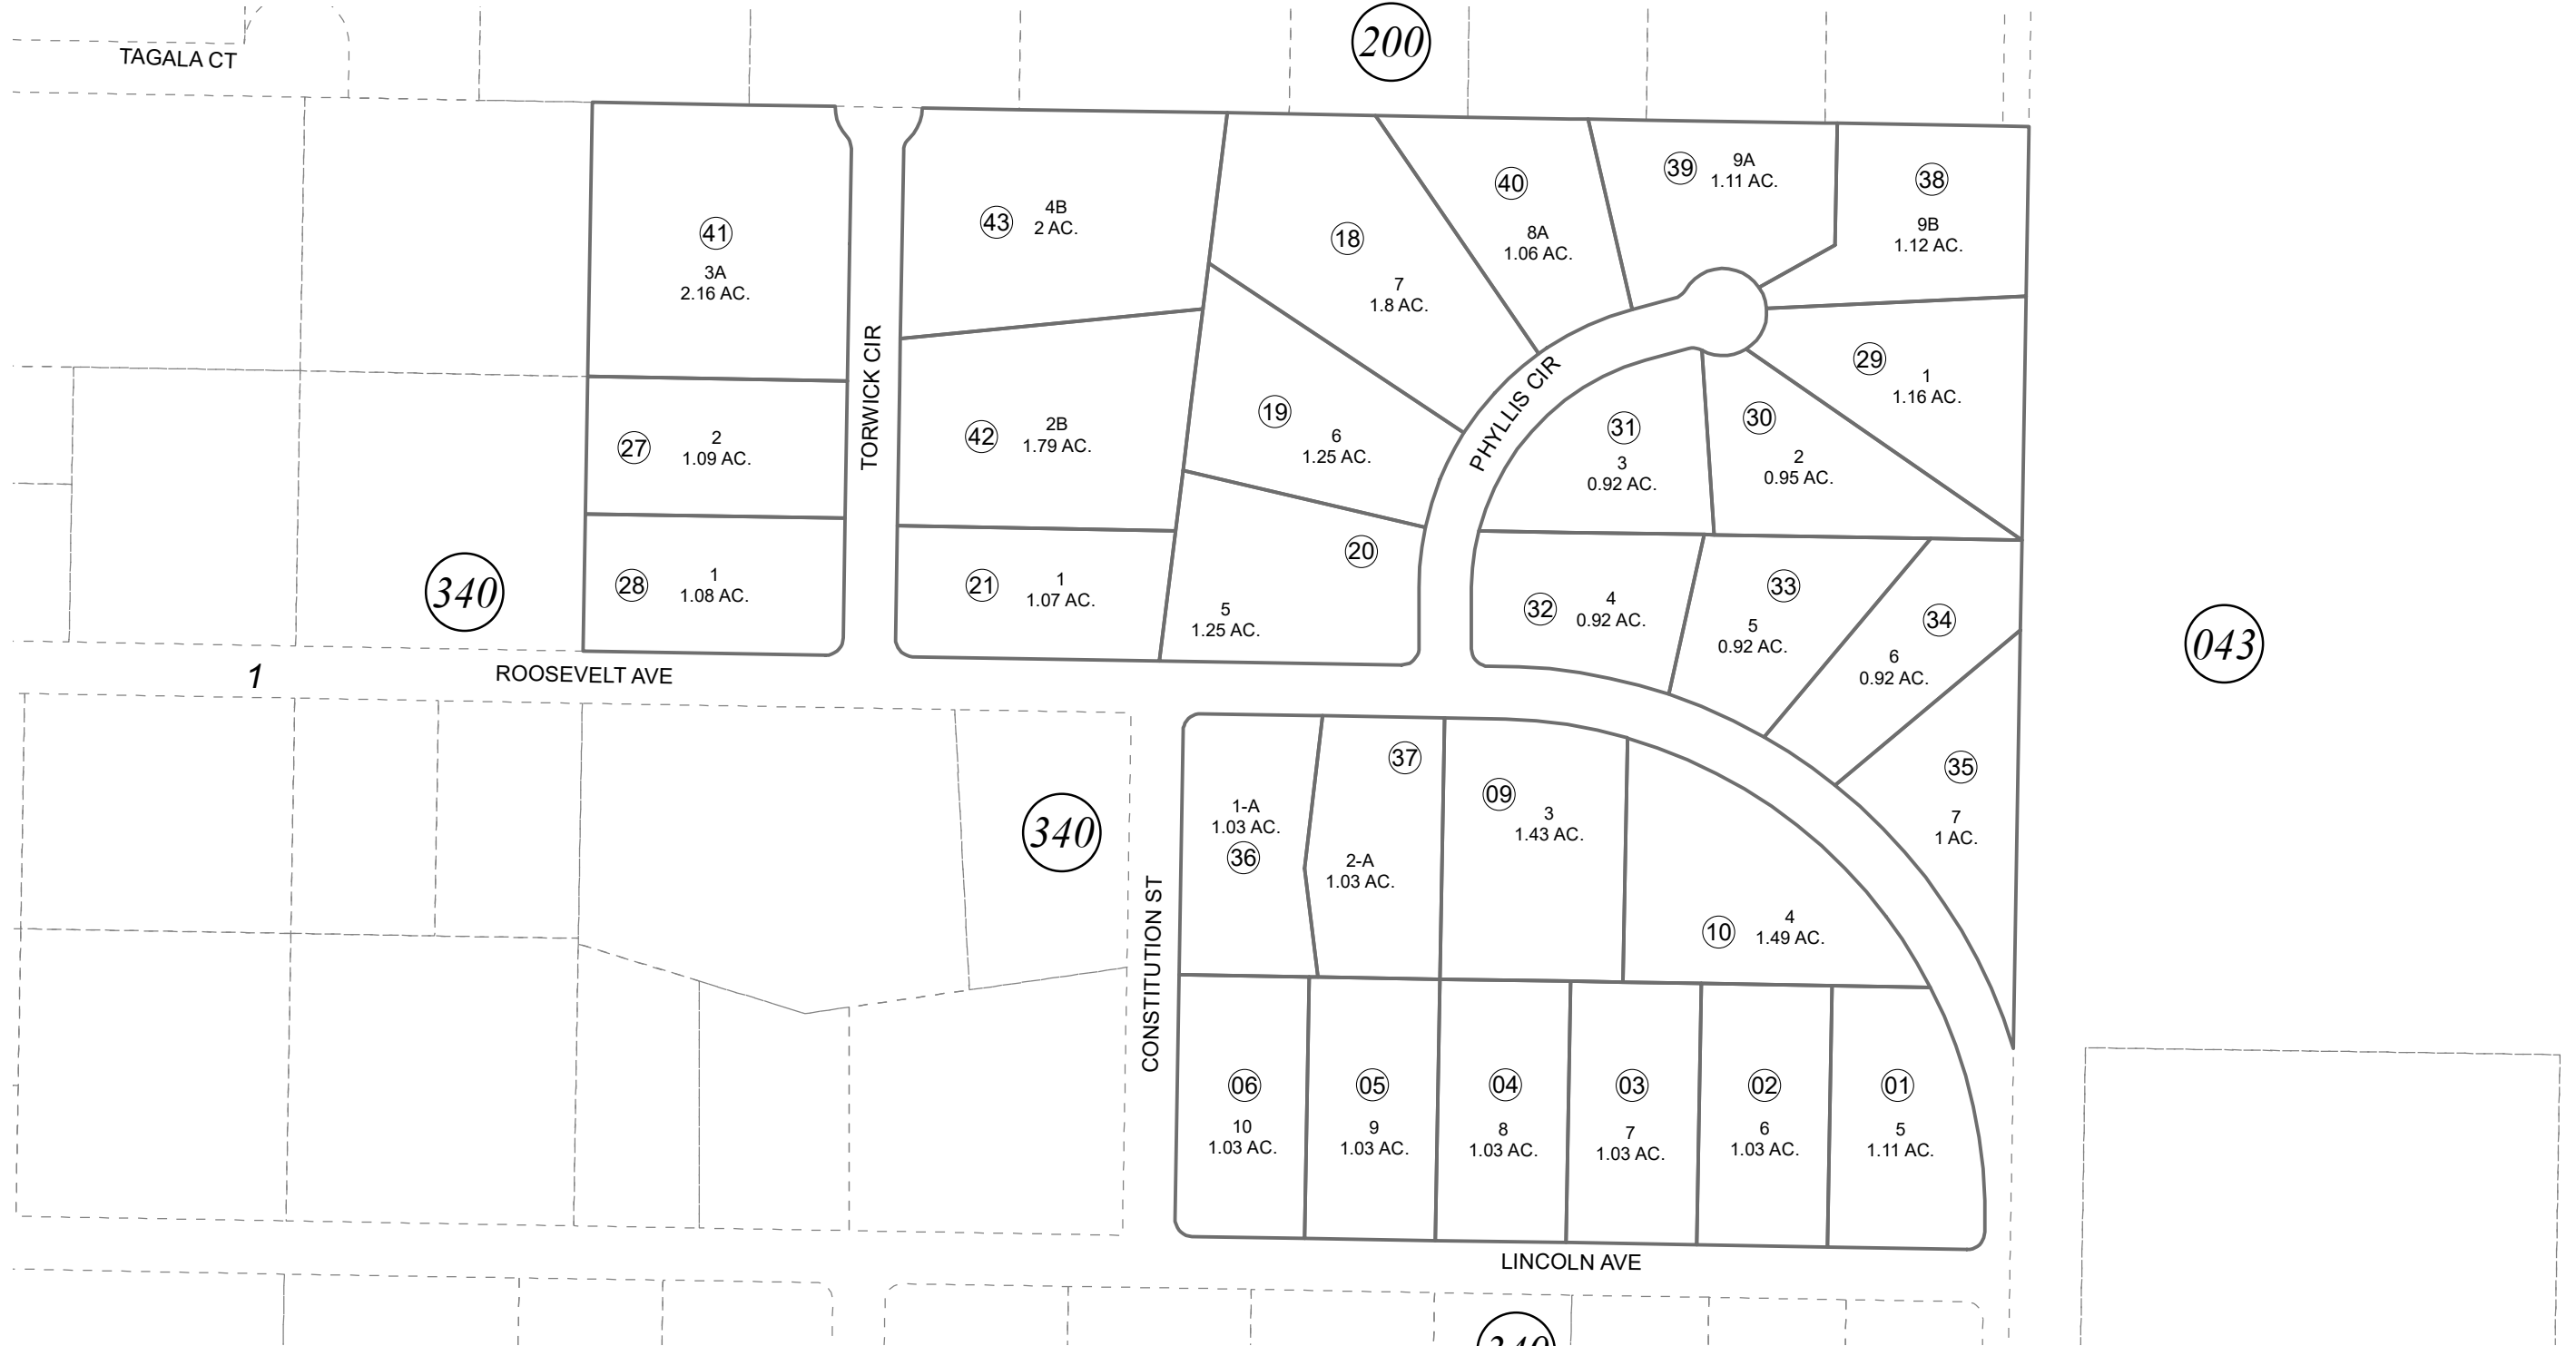 200
TAGALA CT
39
9A
1.11 AC.
38
9B
1.12 AC.
40
8A
1.06 AC.
43
4B
2 AC.
41
3A
2.16 AC.
18
7
1.8 AC.
TORWICK CIR
PHYLLIS CIR
29
1
1.16 AC.
27
2
1.09 AC.
42
2B
1.79 AC.
19
6
1.25 AC.
31
3
0.92 AC.
30
2
0.95 AC.
340
28
1
1.08 AC.
21
1
1.07 AC.
20
5
1.25 AC.
32
4
0.92 AC.
33
5
0.92 AC.
34
6
0.92 AC.
043
1
ROOSEVELT AVE
37
2-A
1.03 AC.
09
3
1.43 AC.
35
7
1 AC.
340
1-A
1.03 AC.
36
10
4
1.49 AC.
CONSTITUTION ST
06
10
1.03 AC.
05
9
1.03 AC.
04
8
1.03 AC.
03
7
1.03 AC.
02
6
1.03 AC.
01
5
1.11 AC.
LINCOLN AVE
340